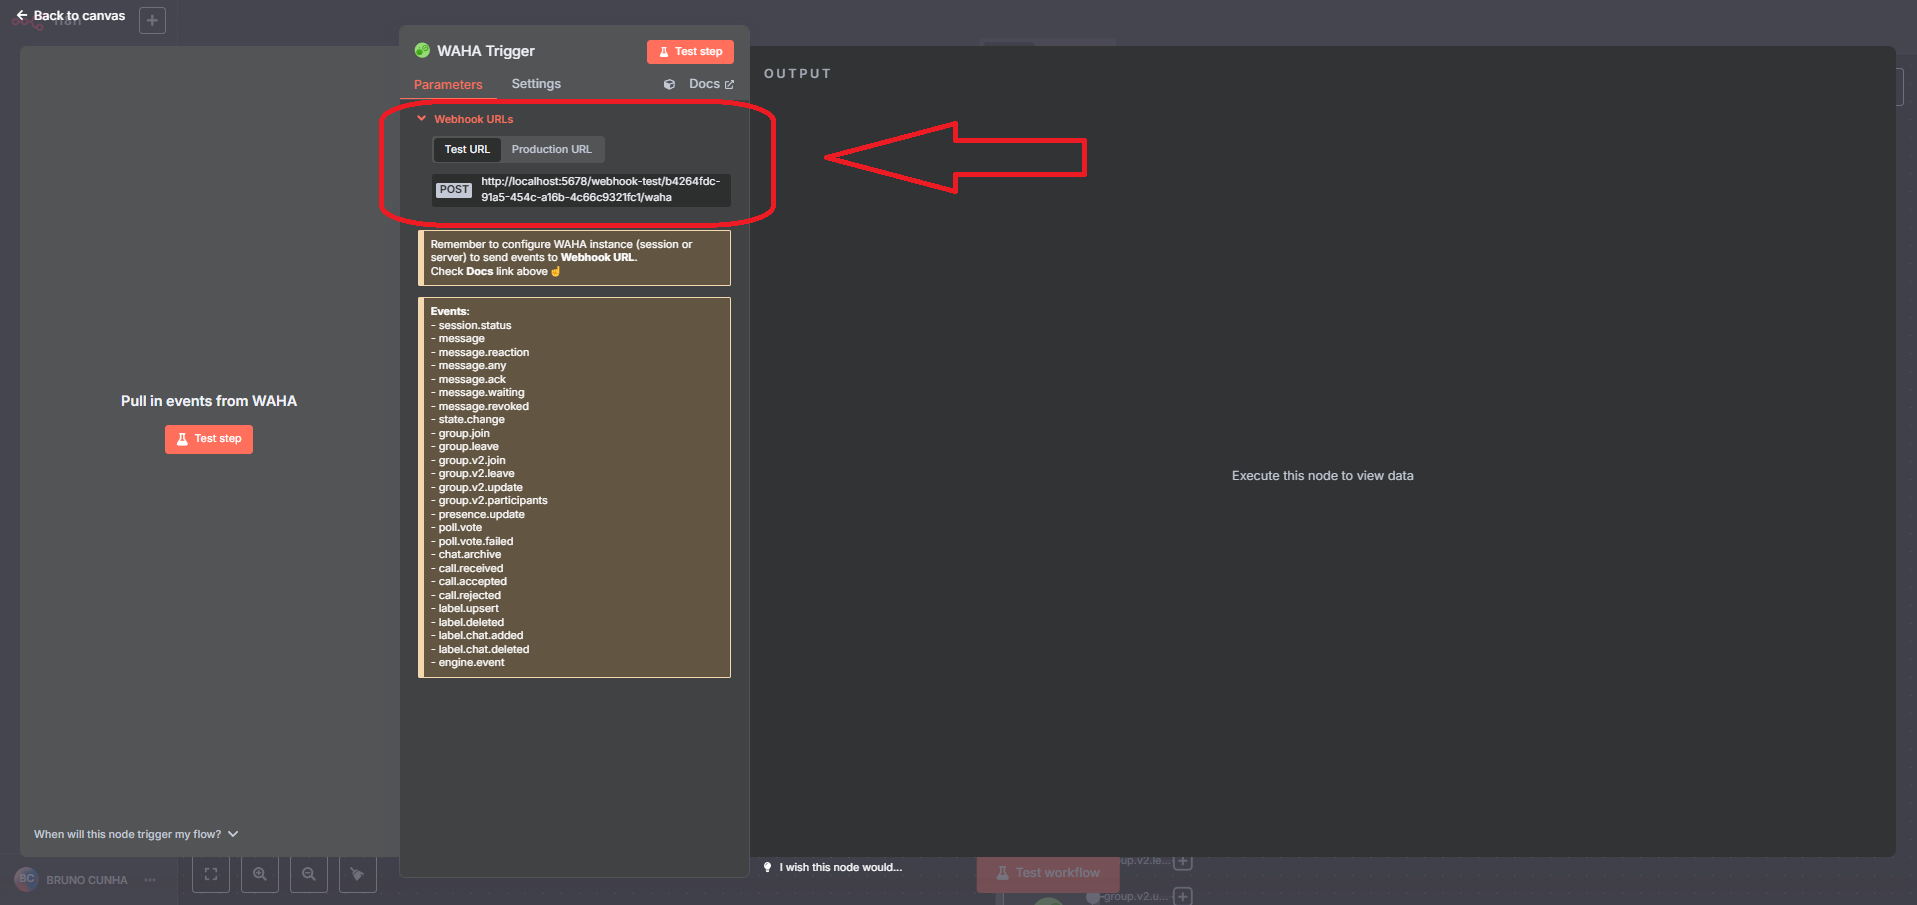 Back to canvas
n8n
WAHA Trigger
Test step
Parameters
Settings
Docs
Webhook URLs
Test URL
Production URL
POST
http://localhost:5678/webhook-test/b4264fdc-
91a5-454c-a16b-4c66c9321fc1/waha
Remember to configure WAHA instance (session or
server) to send events to Webhook URL.
Check Docs link above ☝
Events:
- session.status
- message
- message.reaction
- message.any
- message.ack
- message.waiting
- message.revoked
- state.change
- group.join
- group.leave
- group.v2.join
- group.v2.leave
- group.v2.update
- group.v2.participants
- presence.update
- poll.vote
- poll.vote.failed
- chat.archive
- call.received
- call.accepted
- call.rejected
- label.upsert
- label.deleted
- label.chat.added
- label.chat.deleted
- engine.event
Pull in events from WAHA
Test step
When will this node trigger my flow?
OUTPUT
Execute this node to view data
I wish this node would...
BC
BRUNO CUNHA
Test workflow
oup.v2.le...
group.v2.u...